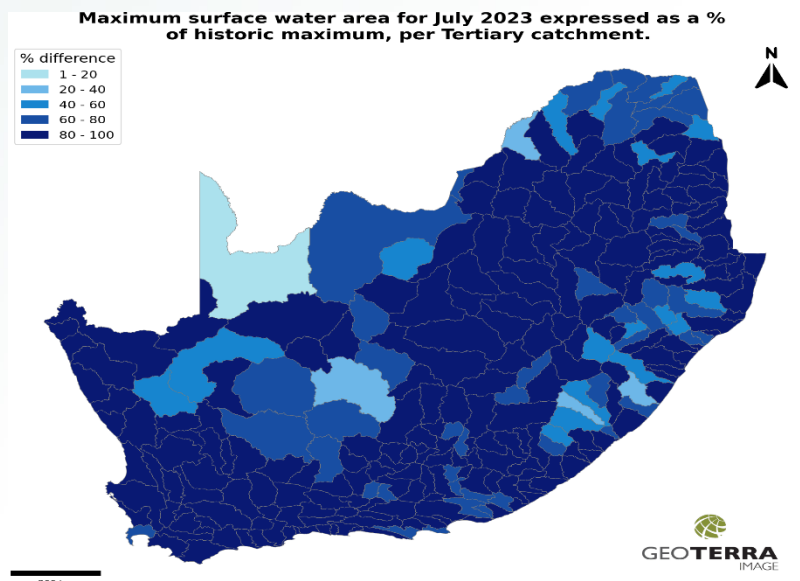 Maximum surface water area for July 2023 expressed as a %
of historic maximum, per Tertiary catchment.
% difference
1 - 20
20 - 40
40 - 60
60 - 80
80 - 100
N
GEOTERRA
IMAGE